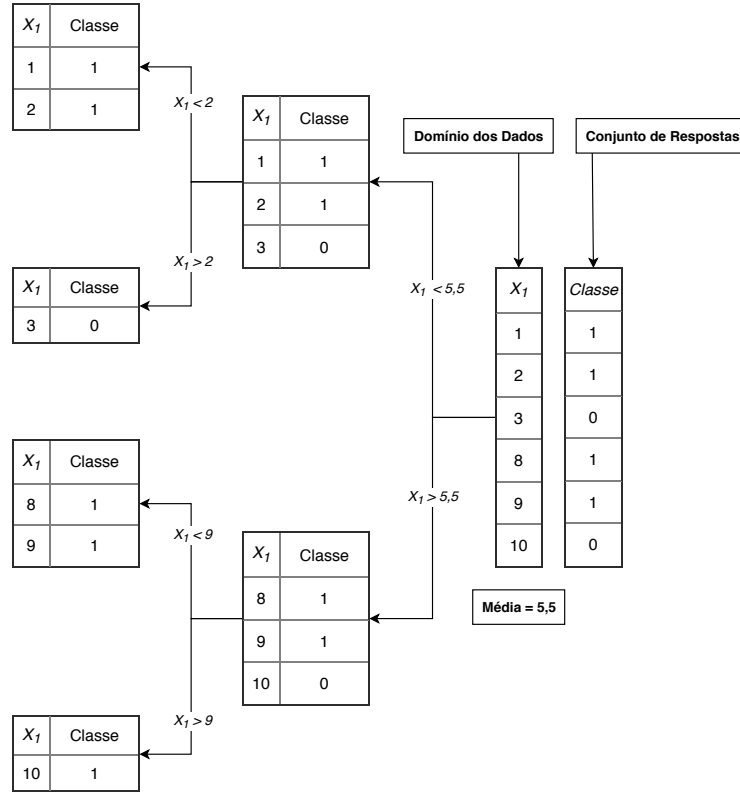 X1 Classe
1 1
2 1
X1 < 2
X1 Classe
1 1
2 1
3 0
X1 > 2
X1 Classe
3 0
Domínio dos Dados
Conjunto de Respostas
X1 < 5,5
X1 Classe
1 1
2 1
3 0
8 1
9 1
10 0
X1 > 5,5
Média = 5,5
X1 Classe
8 1
9 1
X1 < 9
X1 Classe
8 1
9 1
10 0
X1 > 9
X1 Classe
10 1